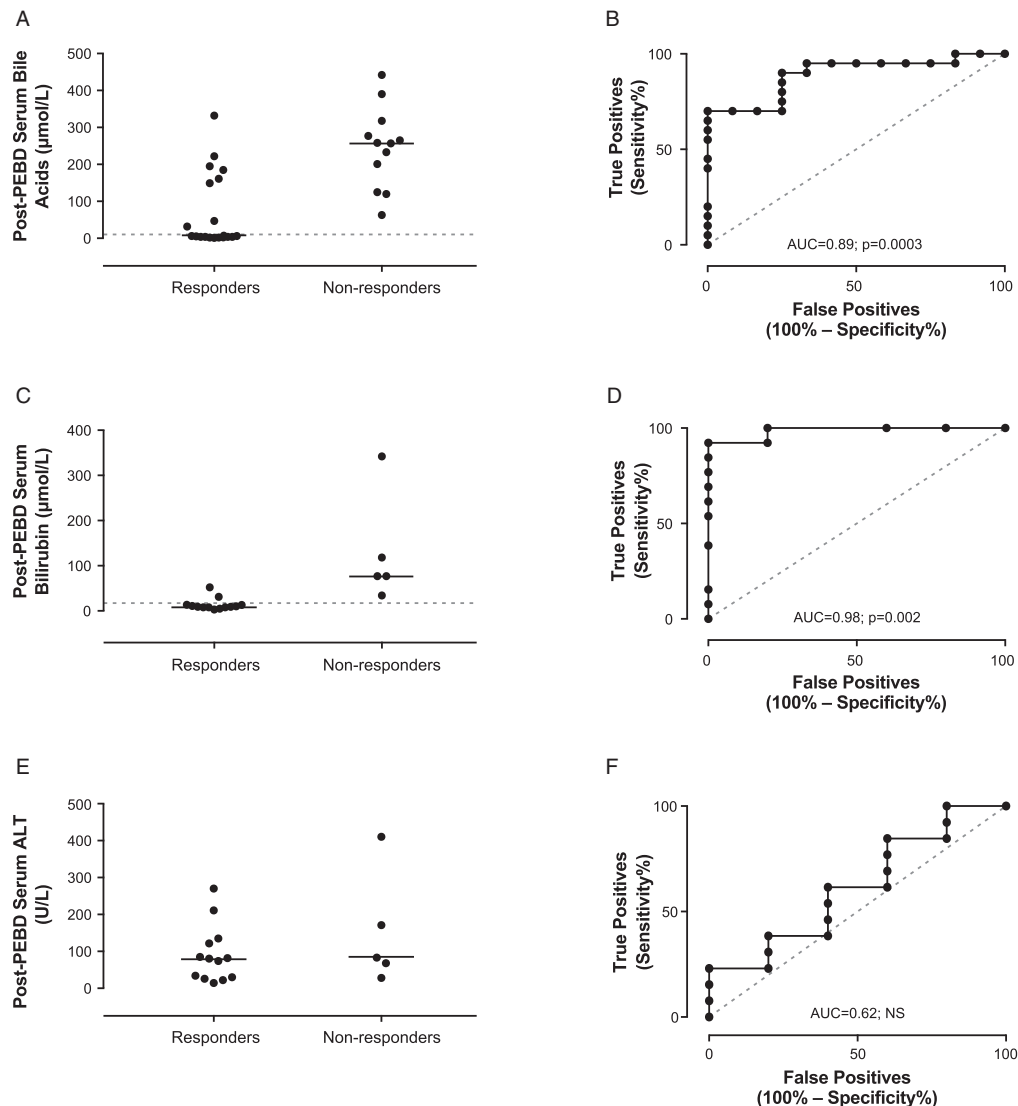 A
Post-PEBD Serum Bile
Acids (µmol/L)
500
400
300
200
100
0
Responders
Non-responders
B
True Positives
(Sensitivity%)
100
50
0
AUC=0.89; p=0.0003
0
50
100
False Positives
(100% – Specificity%)
C
Post-PEBD Serum
Bilirubin (µmol/L)
400
300
200
100
0
Responders
Non-responders
D
True Positives
(Sensitivity%)
100
50
0
AUC=0.98; p=0.002
0
50
100
False Positives
(100% – Specificity%)
E
Post-PEBD Serum ALT
(U/L)
500
400
300
200
100
0
Responders
Non-responders
F
True Positives
(Sensitivity%)
100
50
0
AUC=0.62; NS
0
50
100
False Positives
(100% – Specificity%)